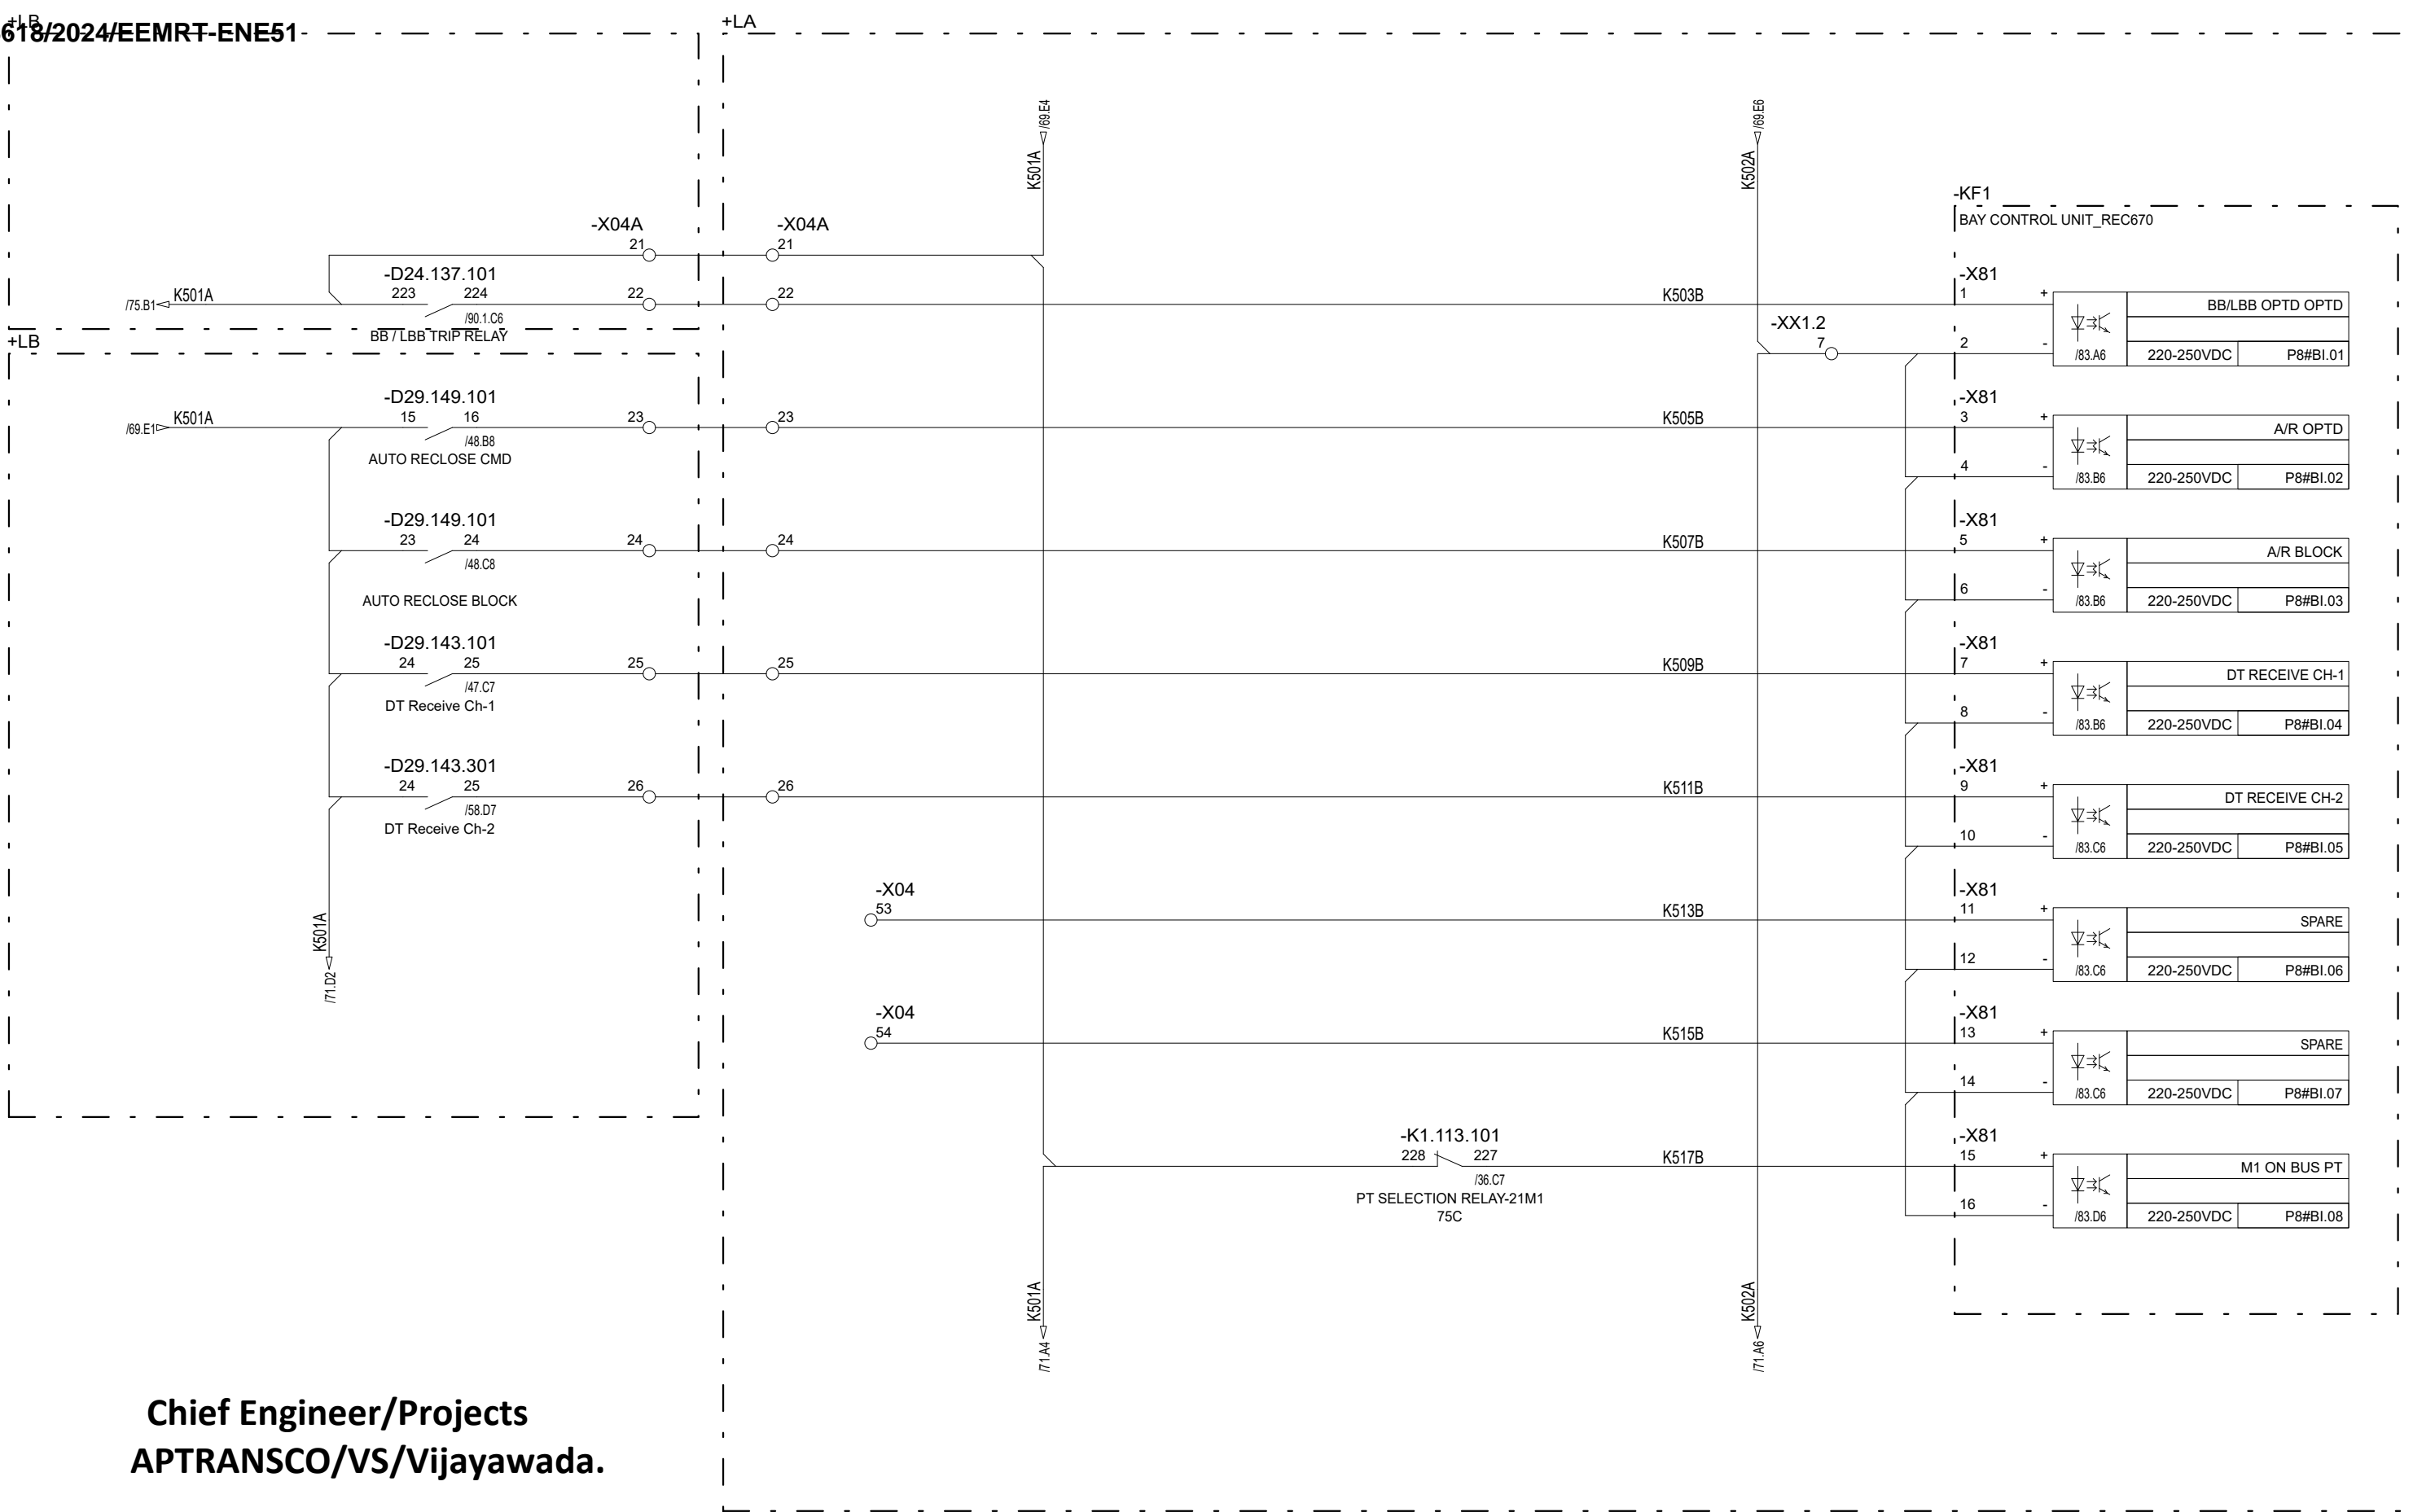 +LB
618/2024/EEMRT-ENE51
+LA
/69.E4
/69.E6
K501A
K502A
-KF1
BAY CONTROL UNIT_REC670
-X04A
-X04A
21
21
-D24.137.101
-X81
/75.B1
K501A
223
224
22
22
K503B
1
+
BB/LBB OPTD OPTD
/90.1.C6
BB / LBB TRIP RELAY
-XX1.2
7
2
-
/83.A6
220-250VDC
P8#BI.01
+LB
-D29.149.101
-X81
/69.E1
K501A
15
16
23
23
K505B
3
+
A/R OPTD
/48.B8
AUTO RECLOSE CMD
4
-
/83.B6
220-250VDC
P8#BI.02
-D29.149.101
-X81
23
24
24
24
K507B
5
+
A/R BLOCK
/48.C8
AUTO RECLOSE BLOCK
6
-
/83.B6
220-250VDC
P8#BI.03
-D29.143.101
-X81
24
25
25
25
K509B
7
+
DT RECEIVE CH-1
/47.C7
DT Receive Ch-1
8
-
/83.B6
220-250VDC
P8#BI.04
-D29.143.301
-X81
24
25
26
26
K511B
9
+
DT RECEIVE CH-2
/58.D7
DT Receive Ch-2
10
-
/83.C6
220-250VDC
P8#BI.05
-X04
-X81
53
K513B
11
+
SPARE
K501A
/71.D2
12
-
/83.C6
220-250VDC
P8#BI.06
-X04
-X81
54
K515B
13
+
SPARE
14
-
/83.C6
220-250VDC
P8#BI.07
-K1.113.101
-X81
228
227
K517B
15
+
M1 ON BUS PT
/36.C7
PT SELECTION RELAY-21M1
75C
16
-
/83.D6
220-250VDC
P8#BI.08
K501A
K502A
/71.A4
/71.A6
Chief Engineer/Projects
APTRANSCO/VS/Vijayawada.